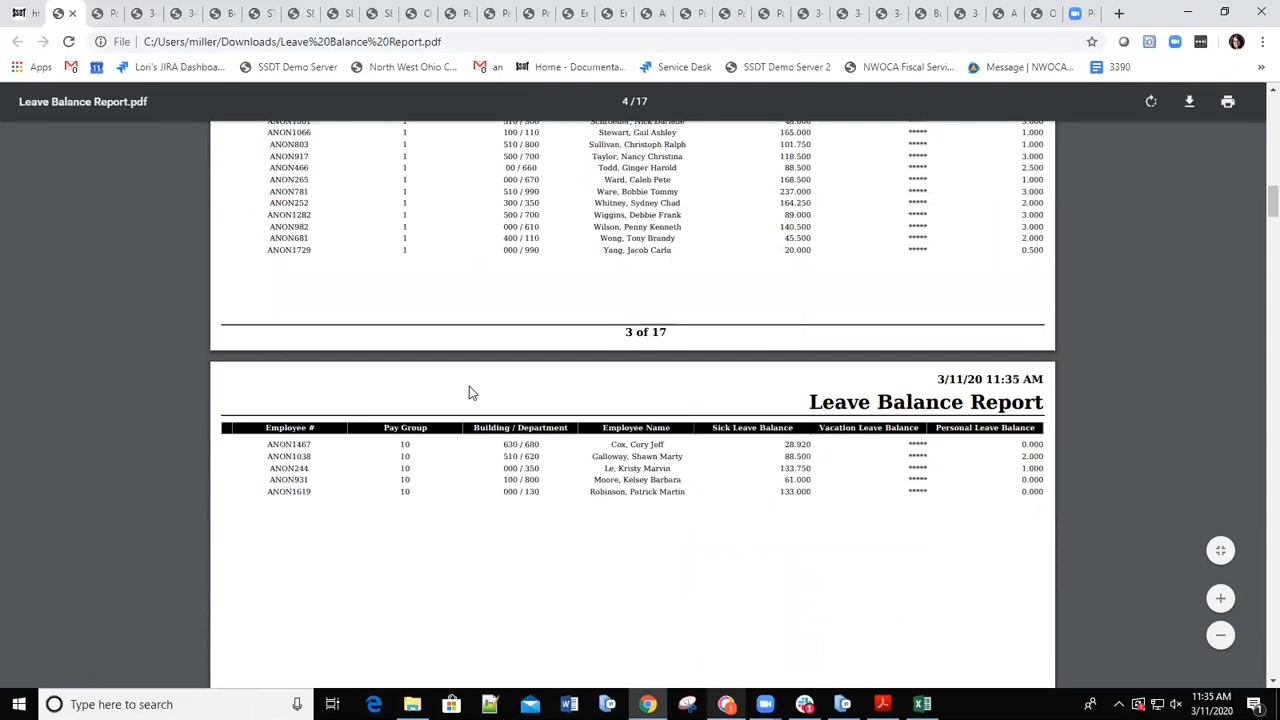 File C:/Users/miller/Downloads/Leave%20Balance%20Report.pdf
Apps Lori's JIRA Dashboa... SSDT Demo Server North West Ohio C... an Home - Documenta... Service Desk SSDT Demo Server 2 NWOCA Fiscal Servi... Message | NWOCA... 3390 »
Leave Balance Report.pdf 4 / 17
ANON1066 1 100 / 110 Stewart, Gail Ashley 165.000 ***** 1.000
ANON803 1 510 / 800 Sullivan, Christoph Ralph 101.750 ***** 1.000
ANON917 1 500 / 700 Taylor, Nancy Christina 118.500 ***** 3.000
ANON466 1 00 / 660 Todd, Ginger Harold 88.500 ***** 2.500
ANON265 1 000 / 670 Ward, Caleb Pete 168.500 ***** 1.000
ANON781 1 510 / 990 Ware, Bobbie Tommy 237.000 ***** 3.000
ANON252 1 300 / 350 Whitney, Sydney Chad 164.250 ***** 2.000
ANON1282 1 500 / 700 Wiggins, Debbie Frank 89.000 ***** 3.000
ANON982 1 000 / 610 Wilson, Penny Kenneth 140.500 ***** 3.000
ANON681 1 400 / 110 Wong, Tony Brandy 45.500 ***** 2.000
ANON1729 1 000 / 990 Yang, Jacob Carla 20.000 ***** 0.500
3 of 17
3/11/20 11:35 AM
Leave Balance Report
Employee # Pay Group Building / Department Employee Name Sick Leave Balance Vacation Leave Balance Personal Leave Balance
ANON1467 10 630 / 680 Cox, Cory Jeff 28.920 ***** 0.000
ANON1038 10 510 / 620 Galloway, Shawn Marty 88.500 ***** 2.000
ANON244 10 000 / 350 Le, Kristy Marvin 133.750 ***** 1.000
ANON931 10 100 / 800 Moore, Kelsey Barbara 61.000 ***** 0.000
ANON1619 10 000 / 130 Robinson, Patrick Martin 133.000 ***** 0.000
Type here to search
11:35 AM
3/11/2020